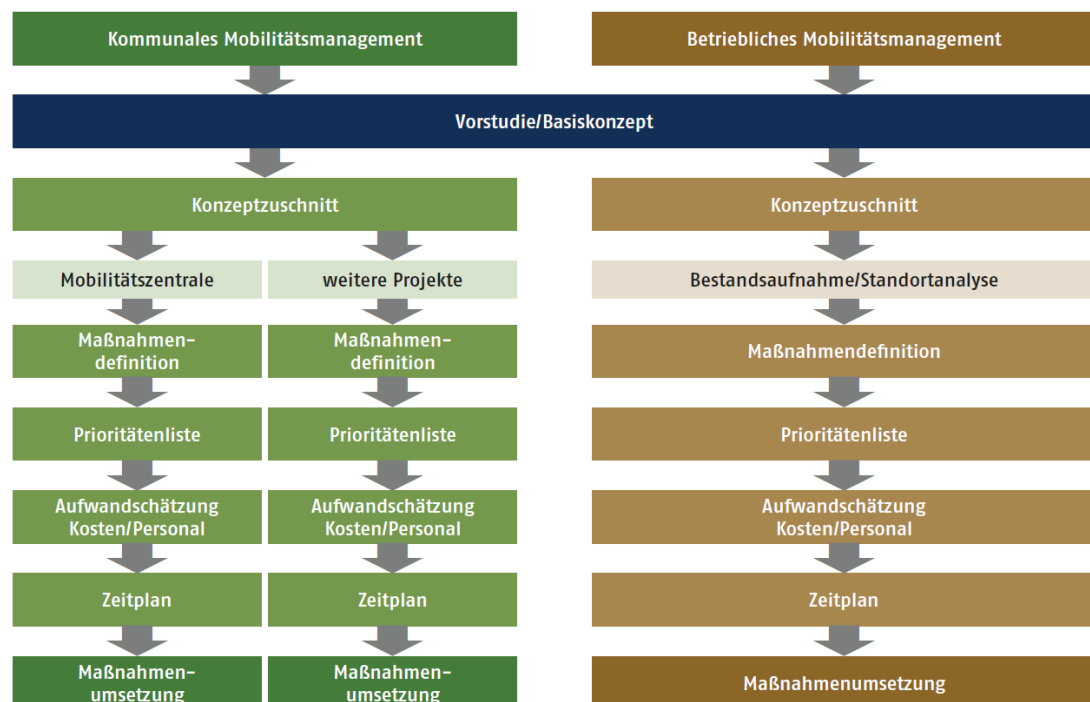 Kommunales Mobilitätsmanagement
Betriebliches Mobilitätsmanagement
Vorstudie/Basiskonzept
Konzeptzuschnitt
Konzeptzuschnitt
Mobilitätszentrale
weitere Projekte
Bestandsaufnahme/Standortanalyse
Maßnahmen-
definition
Maßnahmen-
definition
Maßnahmendefinition
Prioritätenliste
Prioritätenliste
Prioritätenliste
Aufwandschätzung
Kosten/Personal
Aufwandschätzung
Kosten/Personal
Aufwandschätzung
Kosten/Personal
Zeitplan
Zeitplan
Zeitplan
Maßnahmen-
umsetzung
Maßnahmen-
umsetzung
Maßnahmenumsetzung